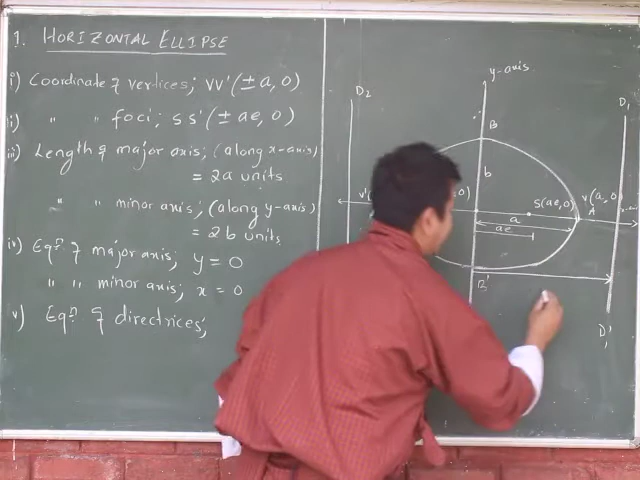 1. HORIZONTAL ELLIPSE
i) Coordinate of vertices; VV' (±a, 0)
ii) " " foci; SS' (±ae, 0)
iii) Length of major axis; (along x-axis)
= 2a units
" minor axis; (along y-axis)
= 2b units
iv) Eqn. of major axis; y = 0
" " minor axis; x = 0
v) Eqn. of directrices;
y-axis
D2
D1
B
b
V'
0)
S(ae,0)
V(a, 0
A
a
ae
B'
D1'